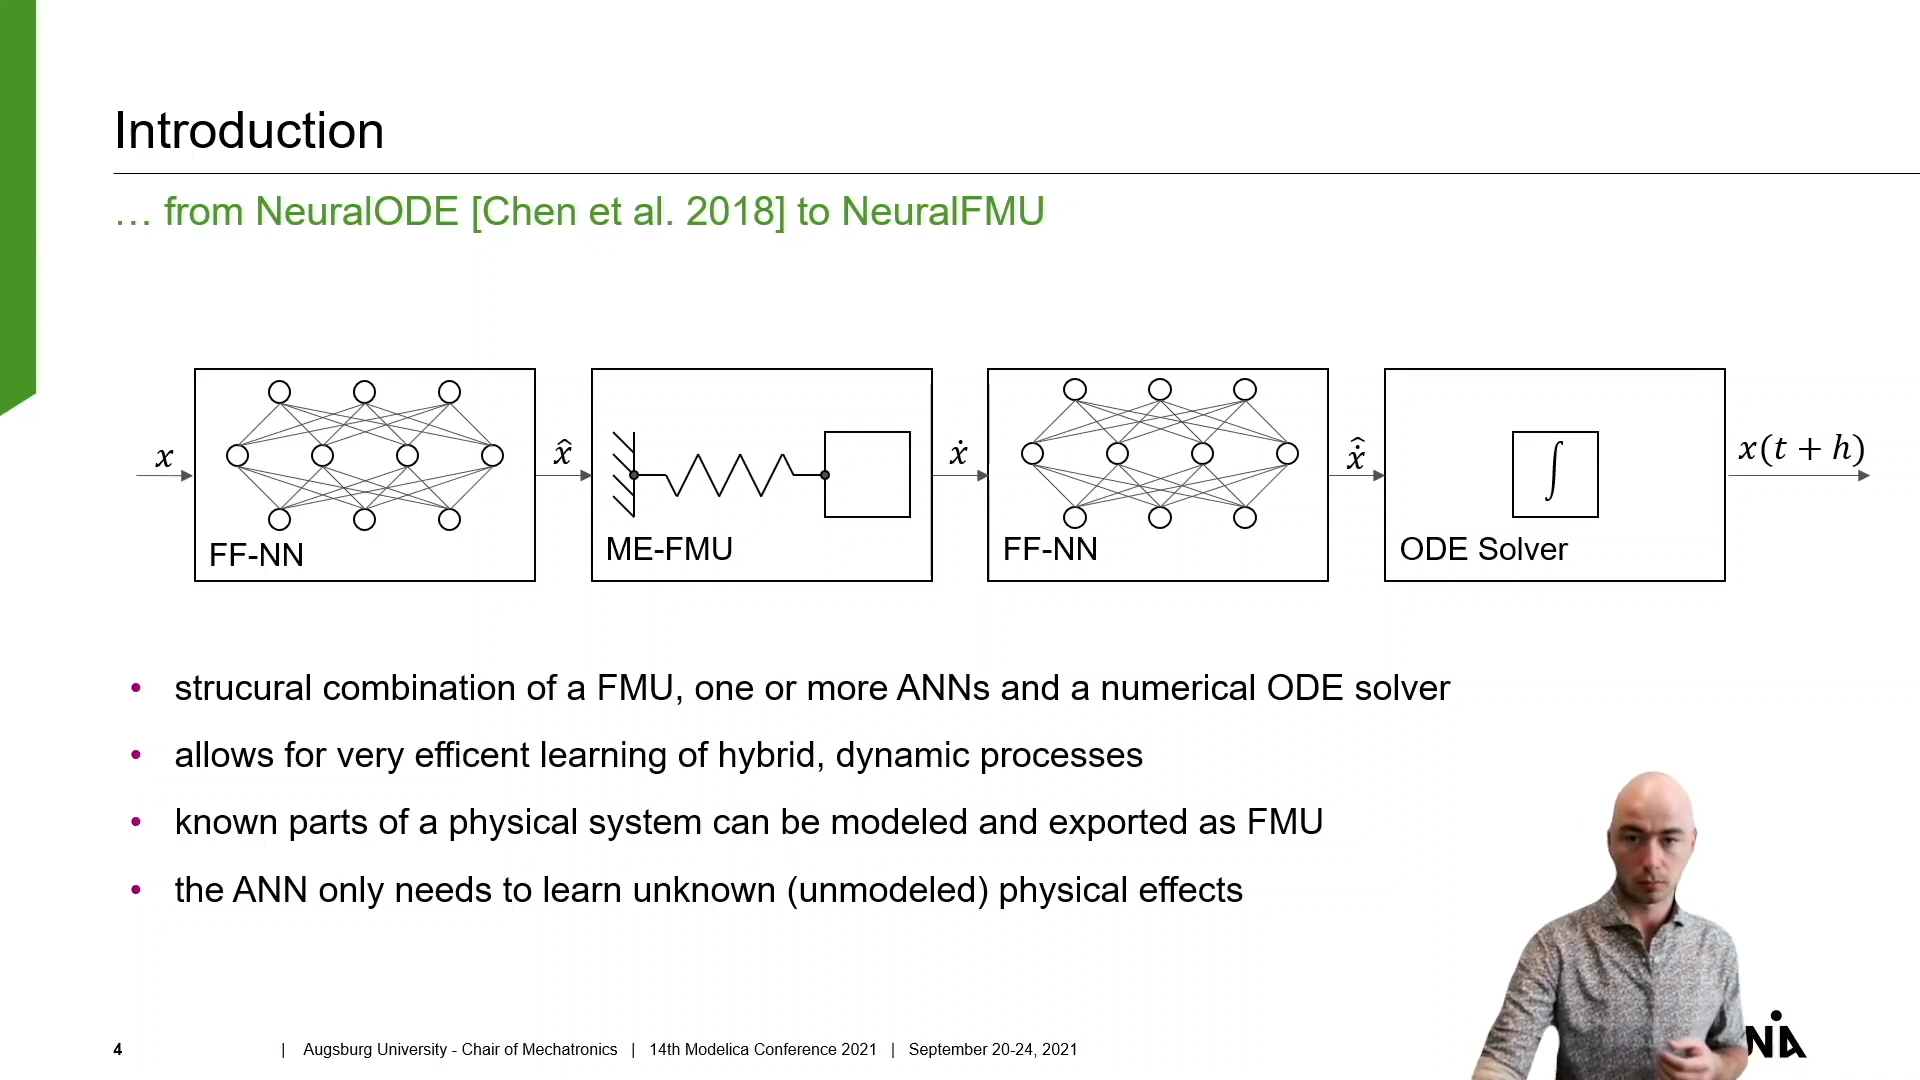 Introduction
… from NeuralODE [Chen et al. 2018] to NeuralFMU
x
FF-NN
x̂
ME-FMU
ẋ
FF-NN
ẋ̂
∫
ODE Solver
x(t + h)
• strucural combination of a FMU, one or more ANNs and a numerical ODE solver
• allows for very efficent learning of hybrid, dynamic processes
• known parts of a physical system can be modeled and exported as FMU
• the ANN only needs to learn unknown (unmodeled) physical effects
4 | Augsburg University - Chair of Mechatronics | 14th Modelica Conference 2021 | September 20-24, 2021